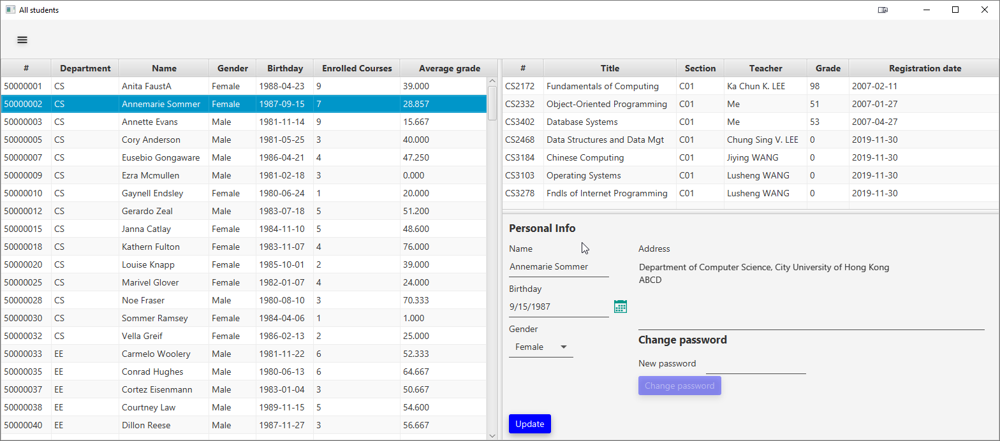 All students
# Department Name Gender Birthday Enrolled Courses Average grade
50000001 CS Anita FaustA Female 1988-04-23 9 39.000
50000002 CS Annemarie Sommer Female 1987-09-15 7 28.857
50000003 CS Annette Evans Male 1981-11-14 9 15.667
50000005 CS Cory Anderson Male 1981-05-25 3 40.000
50000007 CS Eusebio Gongaware Male 1986-04-21 4 47.250
50000009 CS Ezra Mcmullen Male 1981-02-18 3 0.000
50000010 CS Gaynell Endsley Female 1980-06-24 1 20.000
50000012 CS Gerardo Zeal Male 1983-07-18 5 51.200
50000015 CS Janna Catlay Female 1984-11-10 5 48.600
50000018 CS Kathern Fulton Female 1983-11-07 4 76.000
50000020 CS Louise Knapp Female 1985-10-01 2 39.000
50000025 CS Marivel Glover Female 1982-01-07 4 24.000
50000028 CS Noe Fraser Male 1980-08-10 3 70.333
50000030 CS Sommer Ramsey Female 1984-04-06 1 1.000
50000032 CS Vella Greif Female 1986-02-13 2 25.000
50000033 EE Carmelo Woolery Male 1981-11-22 6 52.333
50000035 EE Conrad Hughes Male 1980-06-13 6 64.667
50000037 EE Cortez Eisenmann Male 1983-01-04 3 50.667
50000038 EE Courtney Law Male 1989-11-15 5 54.600
50000040 EE Dillon Reese Male 1987-11-27 3 56.667
# Title Section Teacher Grade Registration date
CS2172 Fundamentals of Computing C01 Ka Chun K. LEE 98 2007-02-11
CS2332 Object-Oriented Programming C01 Me 51 2007-01-27
CS3402 Database Systems C01 Me 53 2007-04-27
CS2468 Data Structures and Data Mgt C01 Chung Sing V. LEE 0 2019-11-30
CS3184 Chinese Computing C01 Jiying WANG 0 2019-11-30
CS3103 Operating Systems C01 Lusheng WANG 0 2019-11-30
CS3278 Fndls of Internet Programming C01 Lusheng WANG 0 2019-11-30
Personal Info
Name
Annemarie Sommer
Birthday
9/15/1987
Gender
Female
Address
Department of Computer Science, City University of Hong Kong
ABCD
Change password
New password
Change password
Update